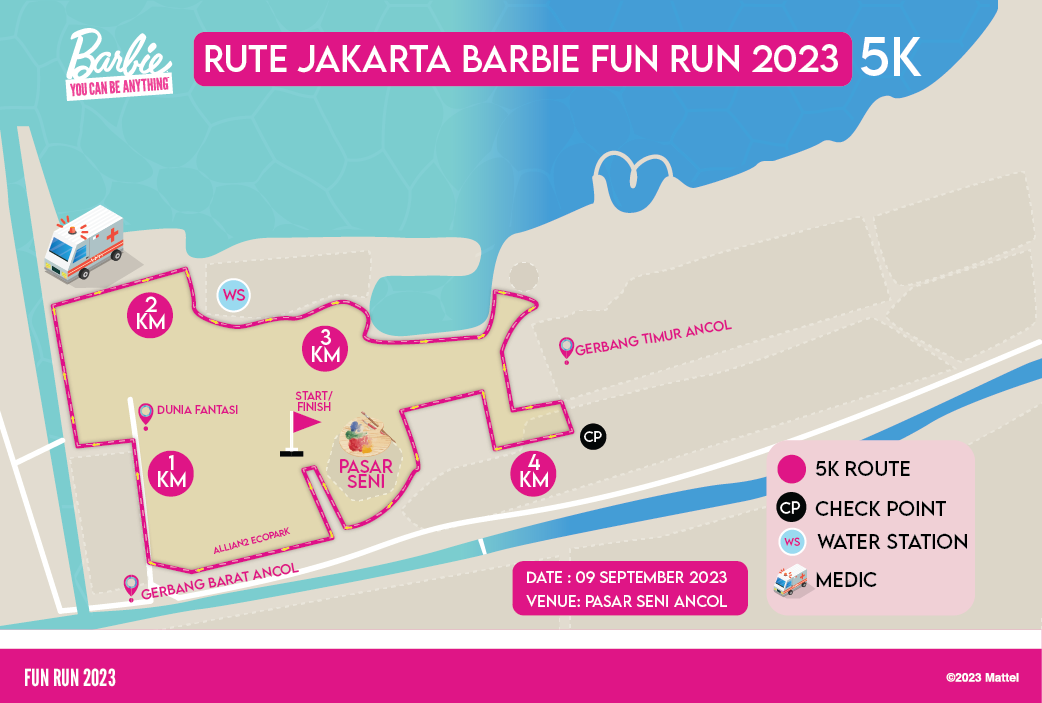 Barbie
YOU CAN BE ANYTHING
RUTE JAKARTA BARBIE FUN RUN 2023 5K
WS
2
KM
3
KM
GERBANG TIMUR ANCOL
START/
FINISH
DUNIA FANTASI
CP
PASAR
SENI
1
KM
4
KM
5K ROUTE
CP CHECK POINT
WS WATER STATION
MEDIC
ALLIANZ ECOPARK
GERBANG BARAT ANCOL
DATE : 09 SEPTEMBER 2023
VENUE: PASAR SENI ANCOL
FUN RUN 2023
©2023 Mattel